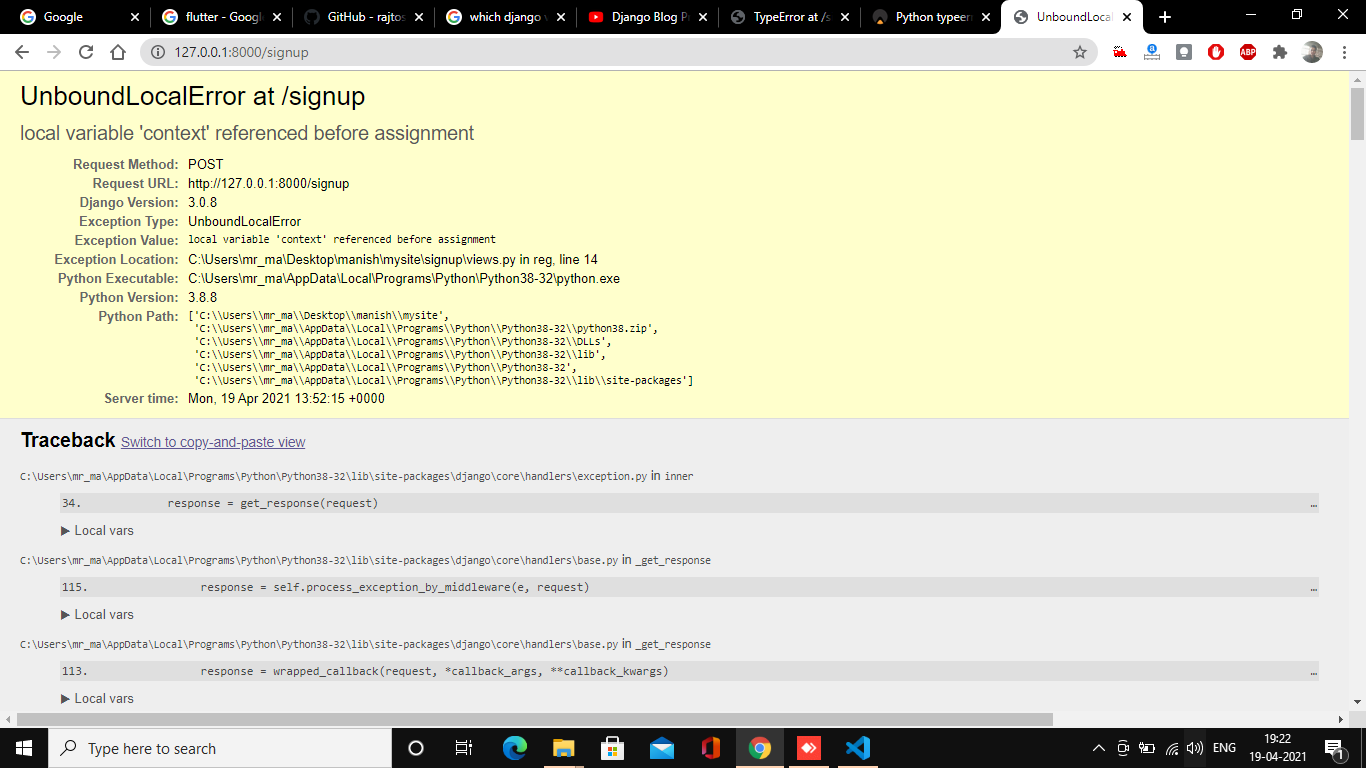 Google
flutter - Googl
GitHub - rajtos
which django v
Django Blog Pr
TypeError at /s
Python typeerr
UnboundLocal
127.0.0.1:8000/signup
ABP
UnboundLocalError at /signup
local variable 'context' referenced before assignment
Request Method: POST
Request URL: http://127.0.0.1:8000/signup
Django Version: 3.0.8
Exception Type: UnboundLocalError
Exception Value: local variable 'context' referenced before assignment
Exception Location: C:\Users\mr_ma\Desktop\manish\mysite\signup\views.py in reg, line 14
Python Executable: C:\Users\mr_ma\AppData\Local\Programs\Python\Python38-32\python.exe
Python Version: 3.8.8
Python Path: ['C:\\Users\\mr_ma\\Desktop\\manish\\mysite',
'C:\\Users\\mr_ma\\AppData\\Local\\Programs\\Python\\Python38-32\\python38.zip',
'C:\\Users\\mr_ma\\AppData\\Local\\Programs\\Python\\Python38-32\\DLLs',
'C:\\Users\\mr_ma\\AppData\\Local\\Programs\\Python\\Python38-32\\lib',
'C:\\Users\\mr_ma\\AppData\\Local\\Programs\\Python\\Python38-32',
'C:\\Users\\mr_ma\\AppData\\Local\\Programs\\Python\\Python38-32\\lib\\site-packages']
Server time: Mon, 19 Apr 2021 13:52:15 +0000
Traceback Switch to copy-and-paste view
C:\Users\mr_ma\AppData\Local\Programs\Python\Python38-32\lib\site-packages\django\core\handlers\exception.py in inner
34. response = get_response(request) …
▶ Local vars
C:\Users\mr_ma\AppData\Local\Programs\Python\Python38-32\lib\site-packages\django\core\handlers\base.py in _get_response
115. response = self.process_exception_by_middleware(e, request) …
▶ Local vars
C:\Users\mr_ma\AppData\Local\Programs\Python\Python38-32\lib\site-packages\django\core\handlers\base.py in _get_response
113. response = wrapped_callback(request, *callback_args, **callback_kwargs) …
▶ Local vars
Type here to search
ENG
19:22
19-04-2021
1